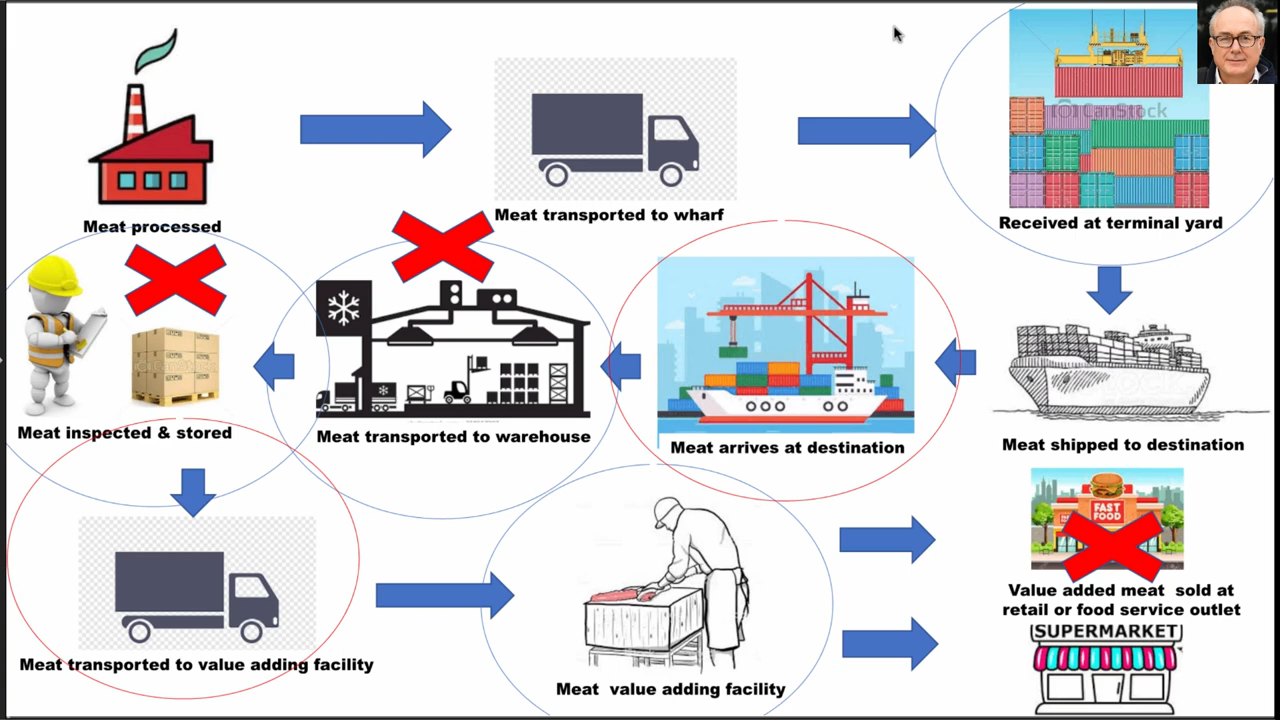 CanStock
Meat processed
Meat transported to wharf
Received at terminal yard
Meat inspected & stored
Meat transported to warehouse
Meat arrives at destination
Meat shipped to destination
FAST
FOOD
Value added meat  sold at
retail or food service outlet
SUPERMARKET
Meat transported to value adding facility
Meat  value adding facility